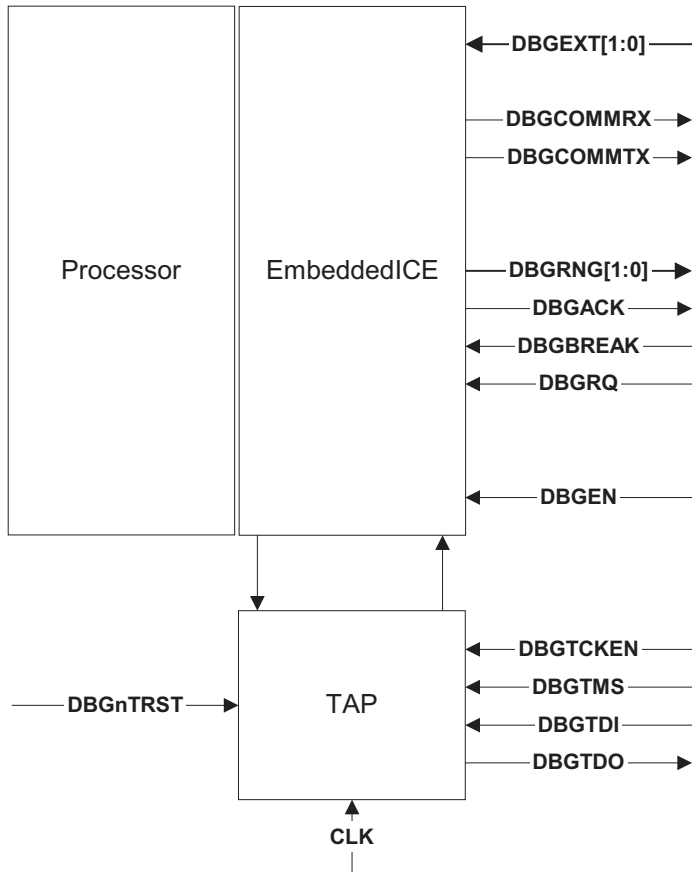 DBGEXT[1:0]
DBGCOMMRX
DBGCOMMTX
Processor
EmbeddedICE
DBGRNG[1:0]
DBGACK
DBGBREAK
DBGRQ
DBGEN
DBGTCKEN
DBGTMS
DBGnTRST
TAP
DBGTDI
DBGTDO
CLK